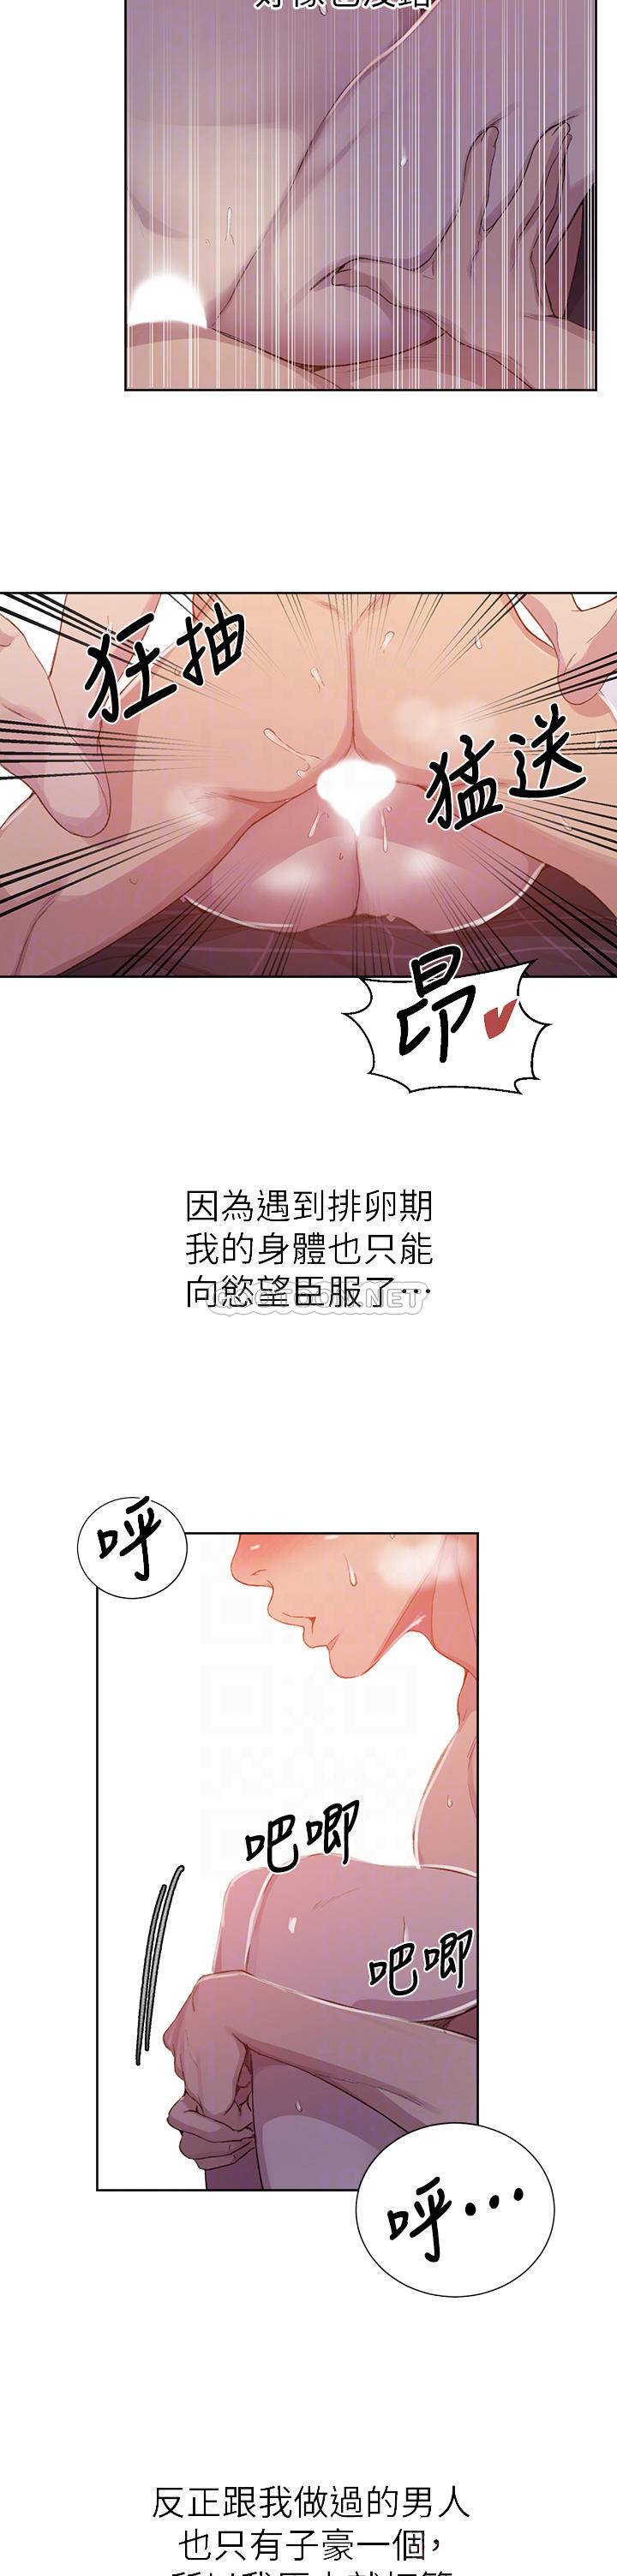 狂抽
猛送
昂
因為遇到排卵期
我的身體也只能
向慾望臣服了…
呼
吧唧
吧唧
呼…
反正跟我做過的男人
也只有子豪一個，